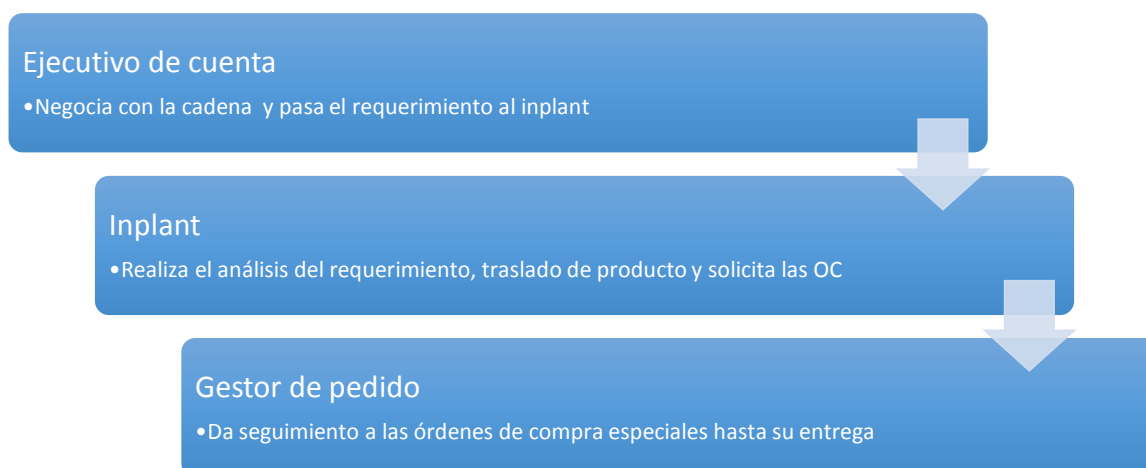 Ejecutivo de cuenta
•Negocia con la cadena y pasa el requerimiento al inplant
Inplant
•Realiza el análisis del requerimiento, traslado de producto y solicita las OC
Gestor de pedido
•Da seguimiento a las órdenes de compra especiales hasta su entrega